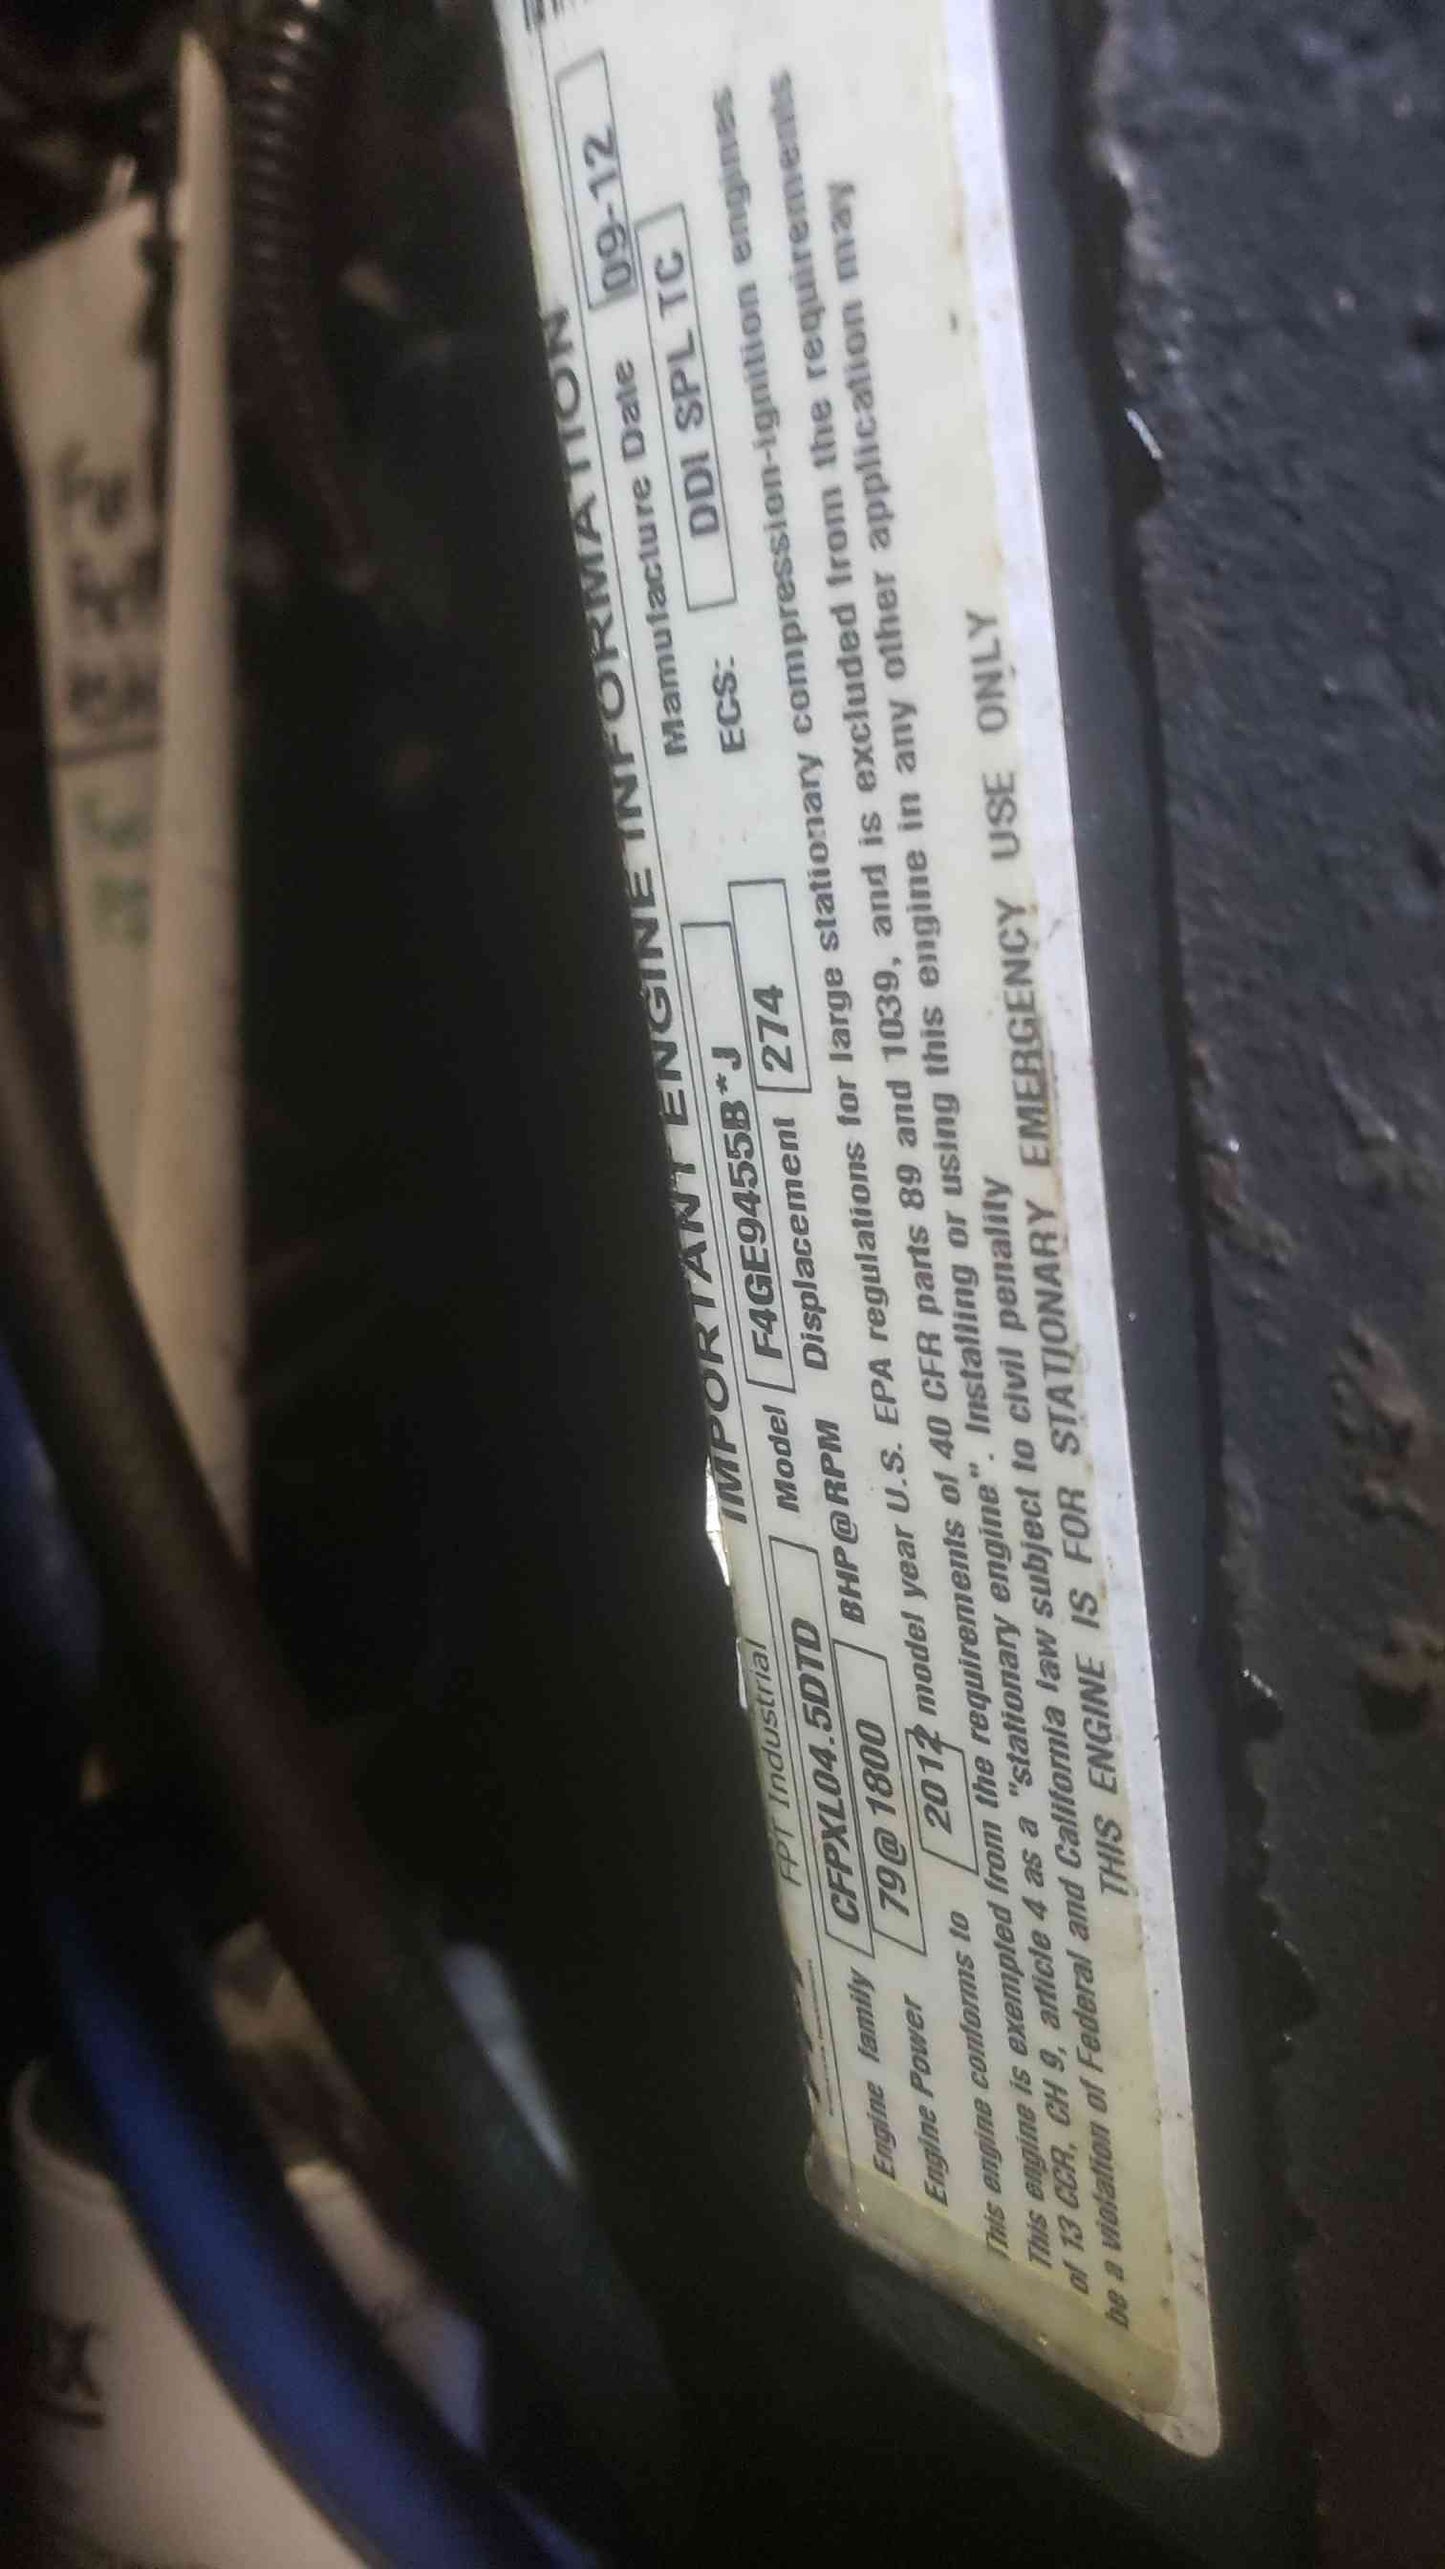 IMPORTANT ENGINE INFORMATION
FPT Industrial
Engine family CFPXL04.5DTD Model F4GE9455B*J Manufacture Date 09-12
Engine Power 79@1800 BHP@RPM Displacement 274 ECS: DDI SPL TC
This engine conforms to 2012 model year U.S. EPA regulations for large stationary compression-ignition engines
This engine is exempted from the requirements of 40 CFR parts 89 and 1039, and is excluded from the requirements
of 13 CCR, CH 9, article 4 as a "stationary engine". Installing or using this engine in any other application may
be a violation of Federal and California law subject to civil penality
THIS ENGINE IS FOR STATIONARY EMERGENCY USE ONLY